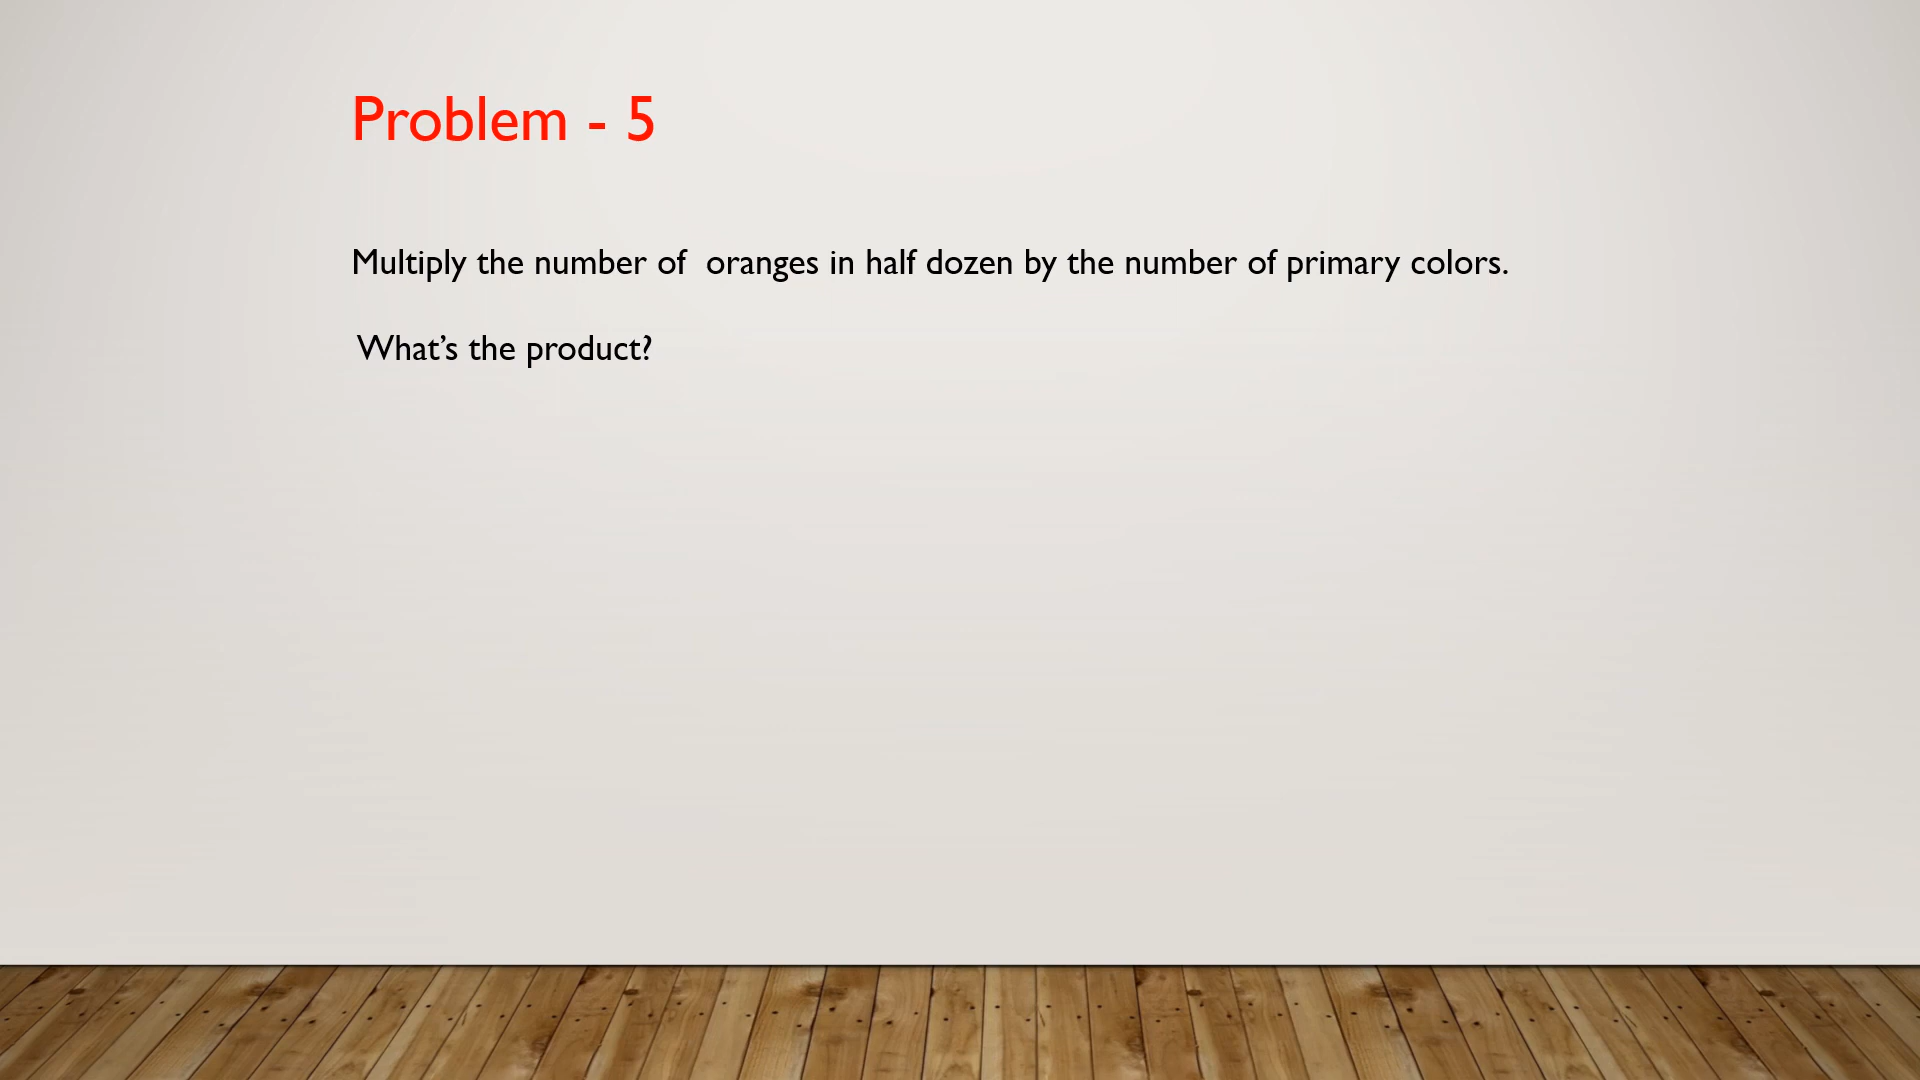 Problem - 5
Multiply the number of  oranges in half dozen by the number of primary colors.
What’s the product?